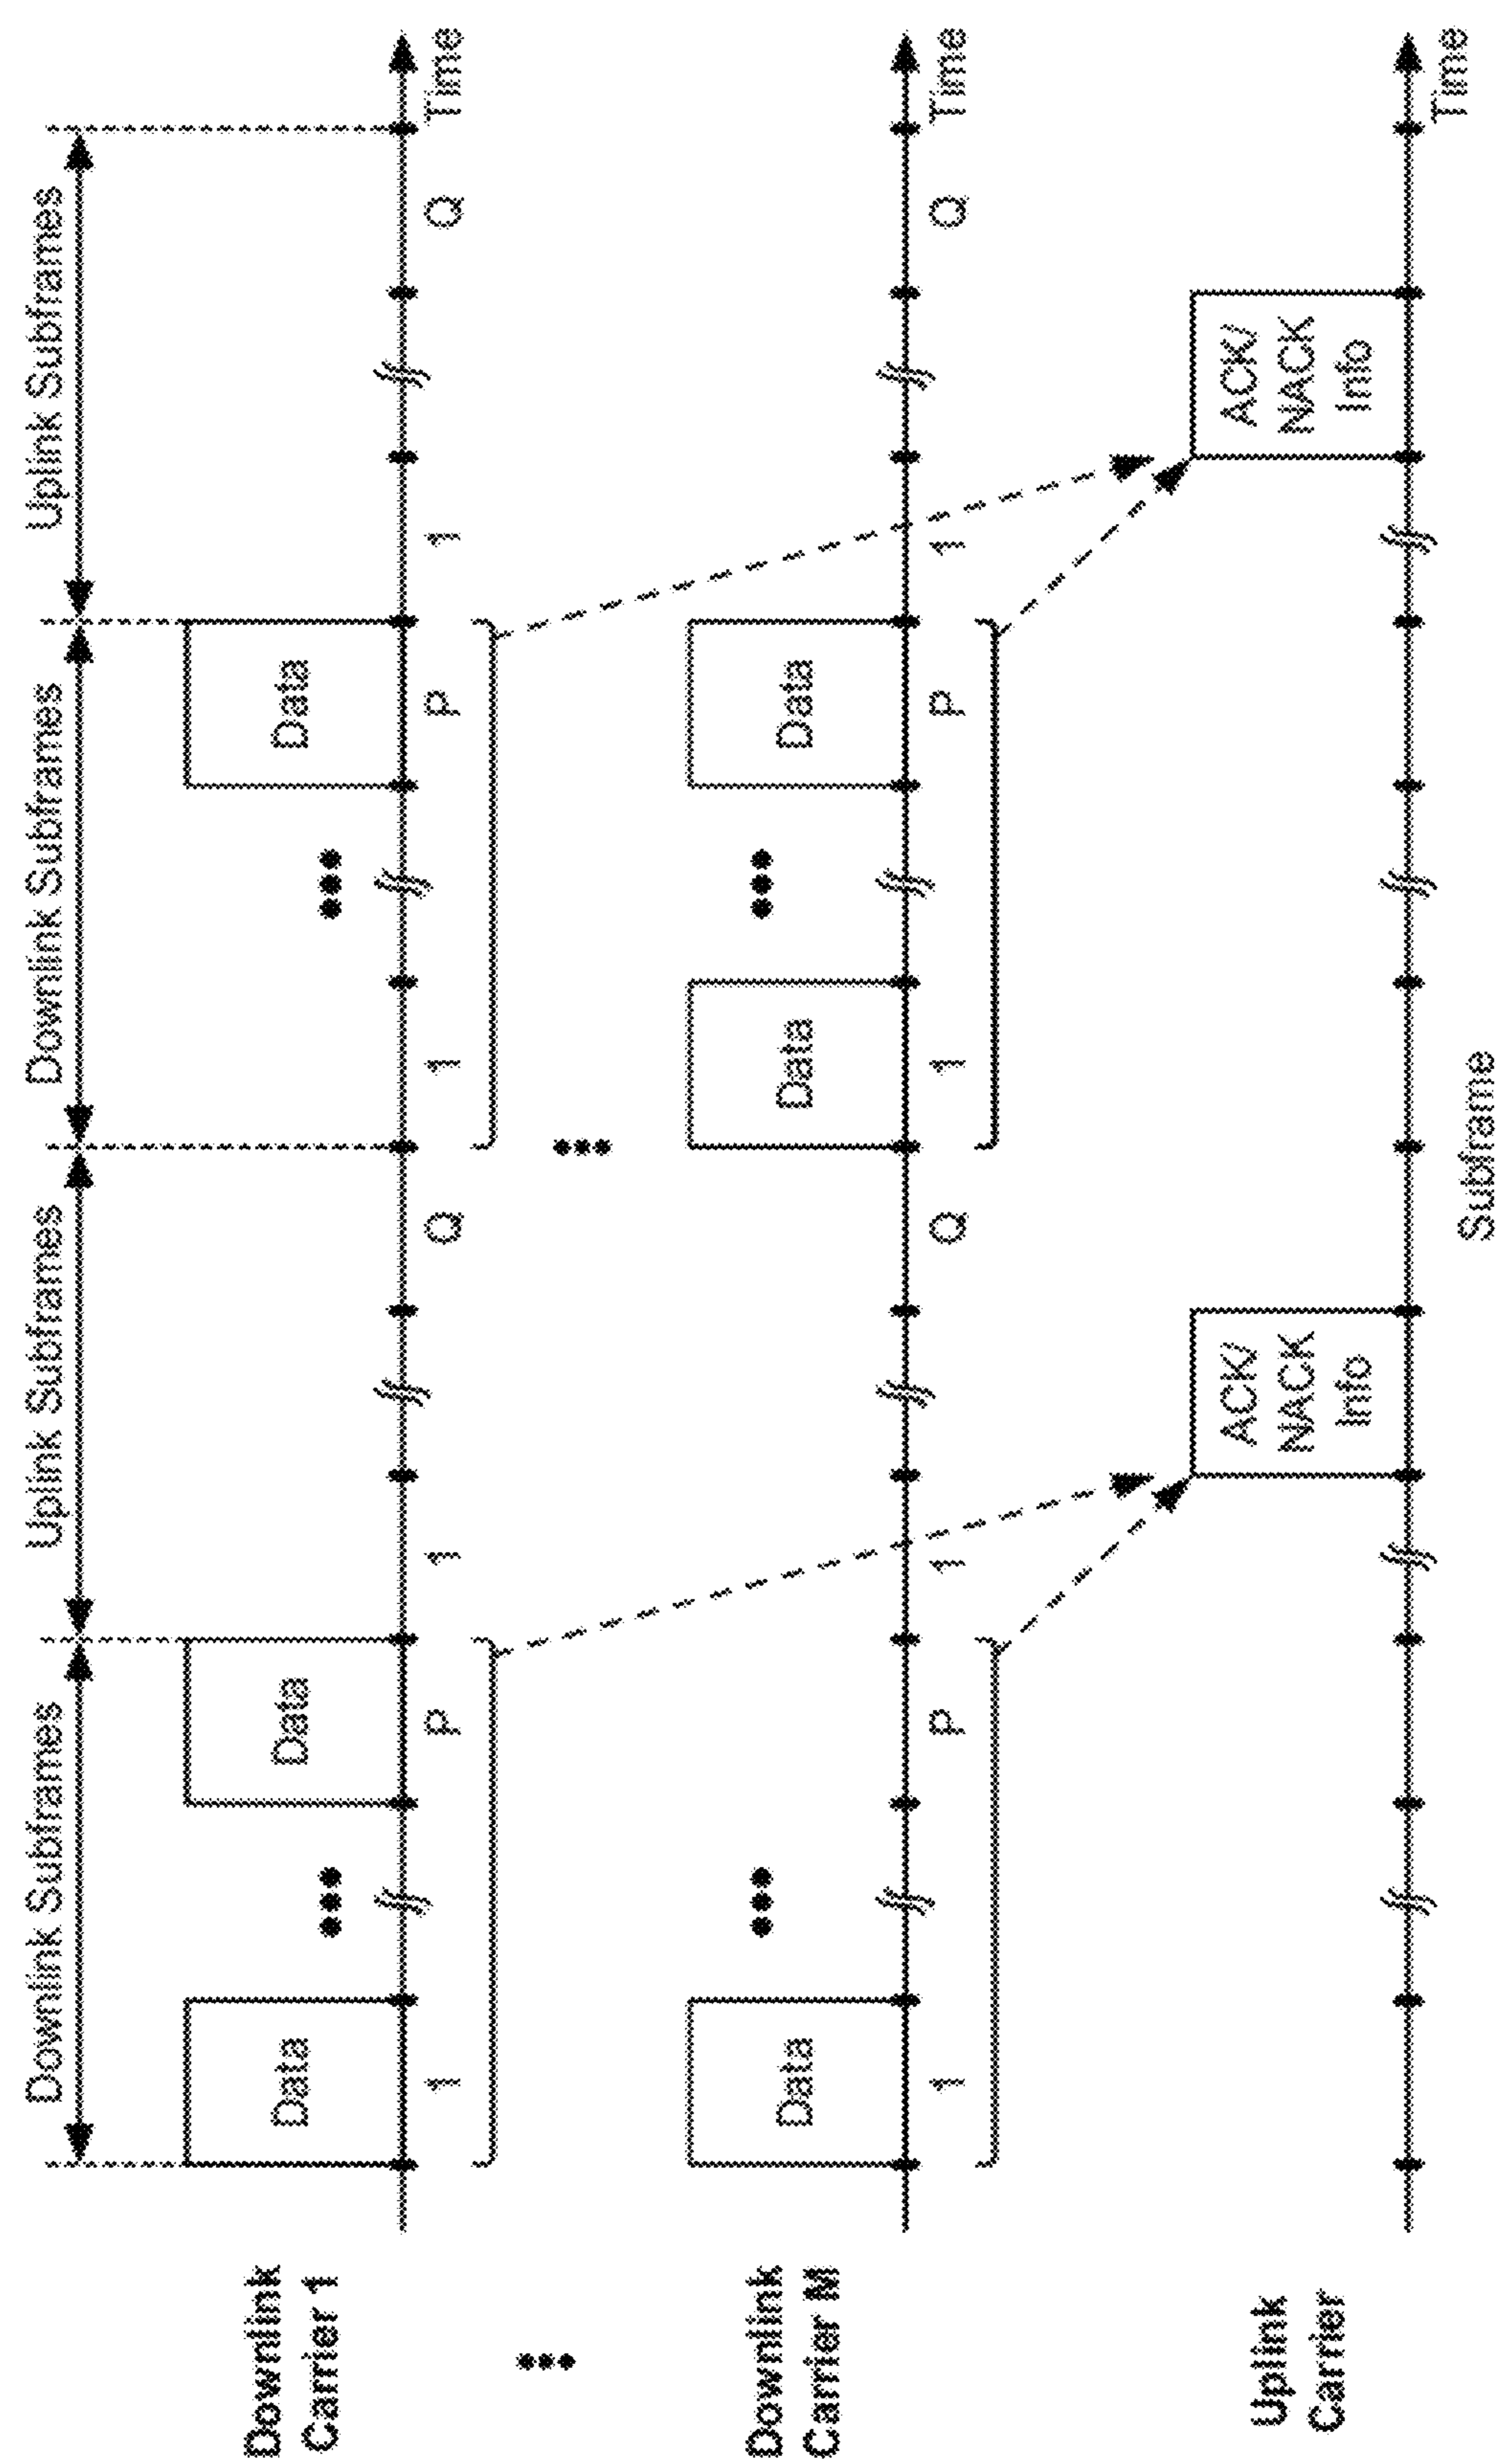 Downlink Subframes
Uplink Subframes
Downlink Subframes
Uplink Subframes
Downlink
Carrier 1
Data
Data
Data
1
P
1
Q
1
P
1
Q
Time
Downlink
Carrier M
Data
Data
Data
1
P
1
Q
1
P
1
Q
Time
Uplink
Carrier
ACK/
NACK
Info
ACK/
NACK
Info
Time
Subframe